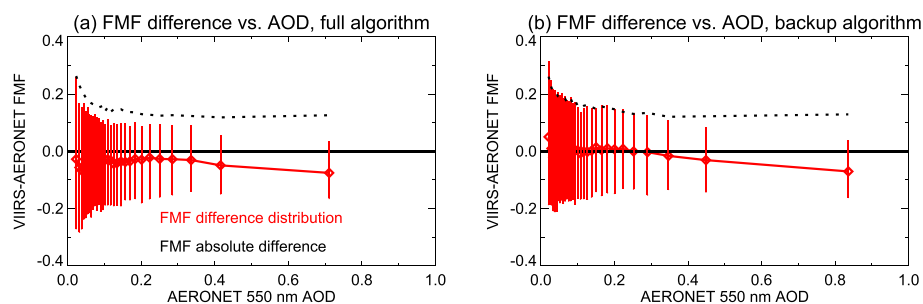 (a) FMF difference vs. AOD, full algorithm
0.4
0.2
0.0
-0.2
-0.4
VIIRS-AERONET FMF
FMF difference distribution
FMF absolute difference
0.0 0.2 0.4 0.6 0.8 1.0
AERONET 550 nm AOD
(b) FMF difference vs. AOD, backup algorithm
0.4
0.2
0.0
-0.2
-0.4
VIIRS-AERONET FMF
0.0 0.2 0.4 0.6 0.8 1.0
AERONET 550 nm AOD